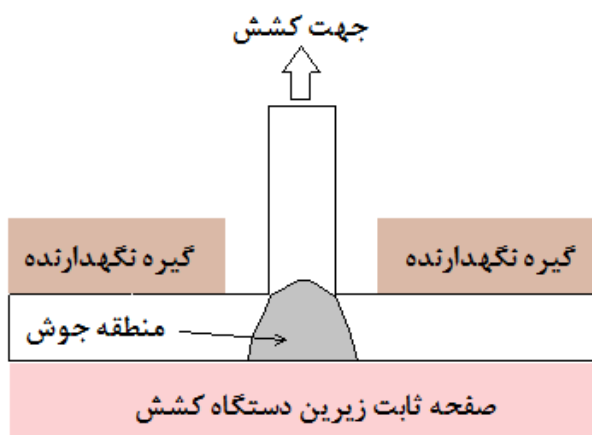 جهت کشش
گیره نگهدارنده
گیره نگهدارنده
منطقه جوش
صفحه ثابت زیرین دستگاه کشش